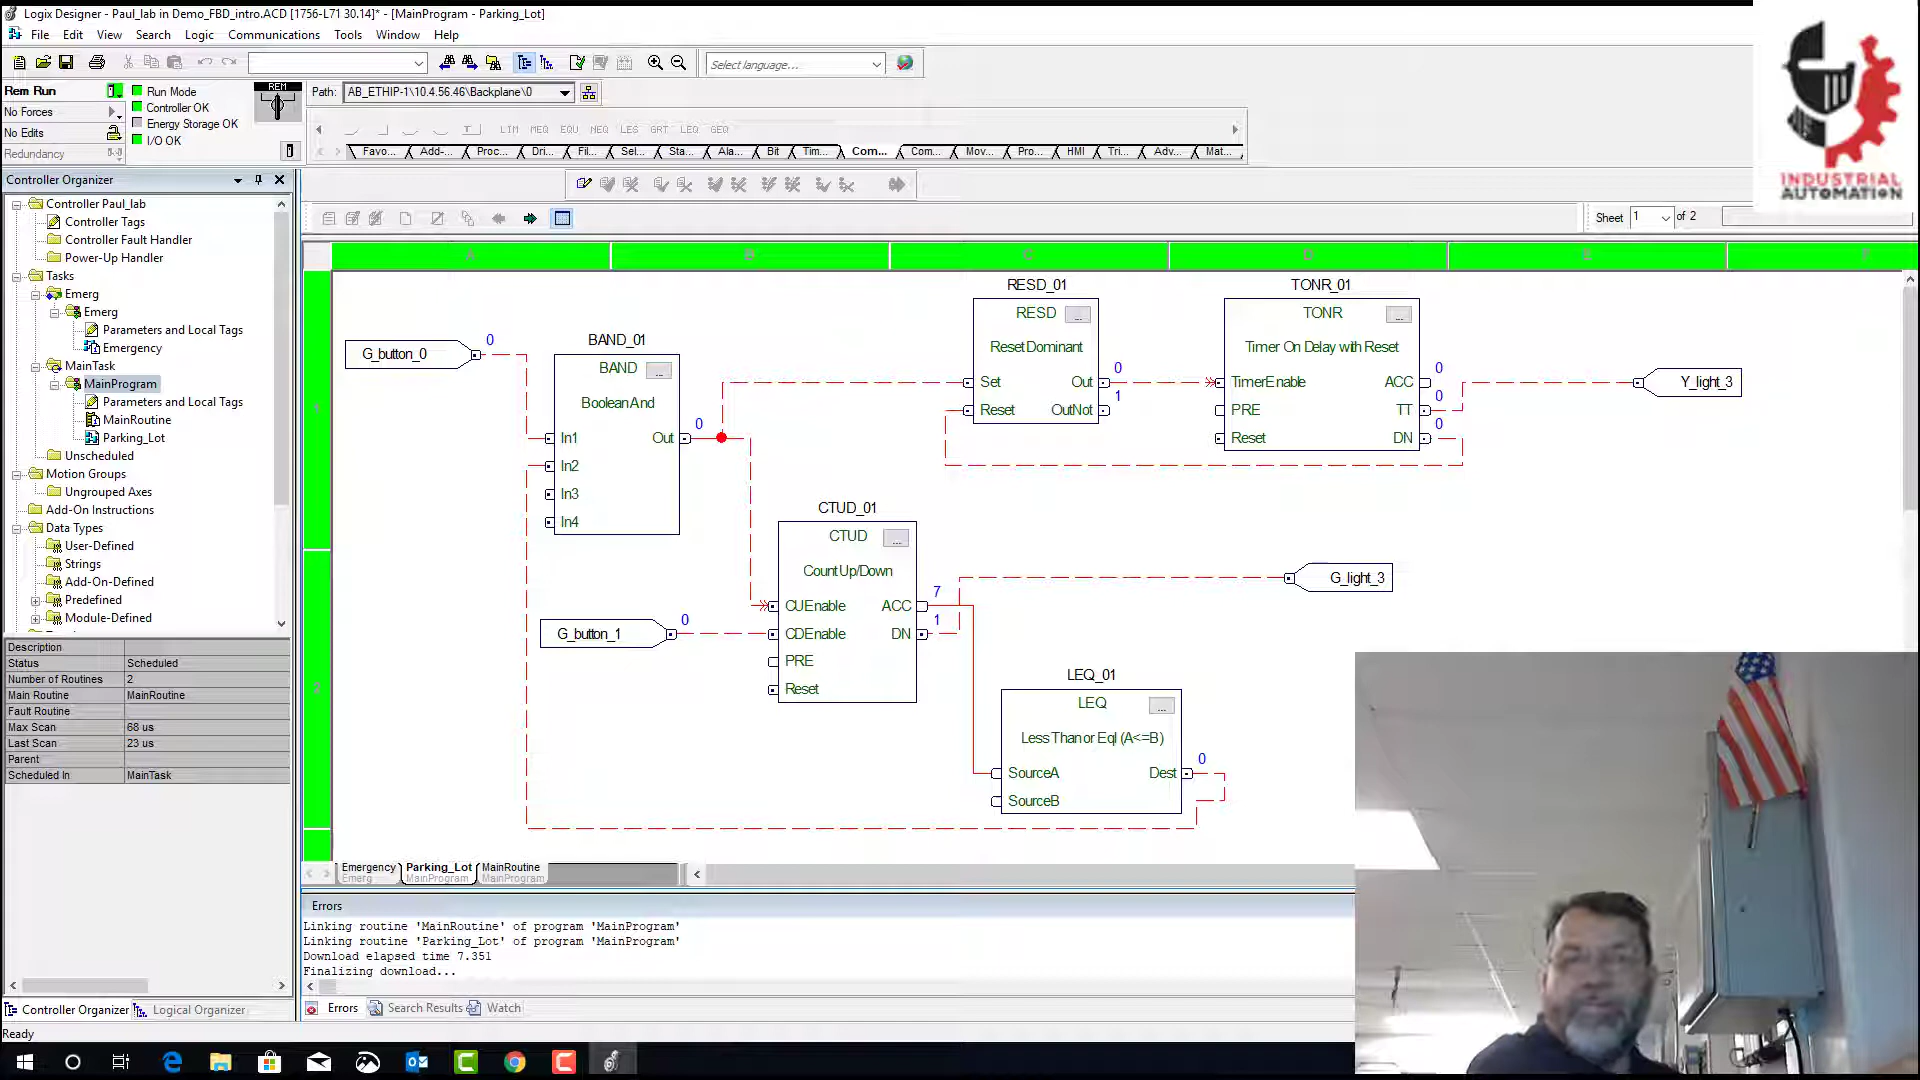 Logix Designer - Paul_lab in Demo_FBD_intro.ACD [1756-L71 30.14]* - [MainProgram - Parking_Lot]
File Edit View Search Logic Communications Tools Window Help
Select language...
Rem Run
No Forces
No Edits
Redundancy
Run Mode
Controller OK
Energy Storage OK
I/O OK
REM
Path: AB_ETHIP-1\10.4.56.46\Backplane\0
LIM MEQ EQU NEQ LES GRT LEQ GEQ
Favo... Add-... Proc... Dri... Fil... Sel... Sta... Ala... Bit Tim... Com... Com... Mov... Pro... HMI Tri... Adv... Mat...
INDUSTRIAL
AUTOMATION
Sheet 1 of 2
Controller Organizer
Controller Paul_lab
Controller Tags
Controller Fault Handler
Power-Up Handler
Tasks
Emerg
Emerg
Parameters and Local Tags
Emergency
MainTask
MainProgram
Parameters and Local Tags
MainRoutine
Parking_Lot
Unscheduled
Motion Groups
Ungrouped Axes
Add-On Instructions
Data Types
User-Defined
Strings
Add-On-Defined
Predefined
Module-Defined
Description
Status Scheduled
Number of Routines 2
Main Routine MainRoutine
Fault Routine
Max Scan 68 us
Last Scan 23 us
Parent
Scheduled In MainTask
Controller Organizer Logical Organizer
Ready
A B C D E F
1
2
G_button_0
0
BAND_01
BAND
...
Boolean And
In1
In2
In3
In4
Out
0
RESD_01
RESD
...
Reset Dominant
Set Out
Reset OutNot
0
1
TONR_01
TONR
...
Timer On Delay with Reset
TimerEnable ACC
PRE TT
Reset DN
0
0
0
Y_light_3
CTUD_01
CTUD
...
Count Up/Down
CUEnable ACC
CDEnable DN
PRE
Reset
7
1
G_button_1
0
G_light_3
LEQ_01
LEQ
...
Less Than or Eql (A<=B)
SourceA Dest
SourceB
0
Emergency Parking_Lot MainRoutine
Emerg MainProgram MainProgram
Errors
Linking routine 'MainRoutine' of program 'MainProgram'
Linking routine 'Parking_Lot' of program 'MainProgram'
Download elapsed time 7.351
Finalizing download...
Errors Search Results Watch